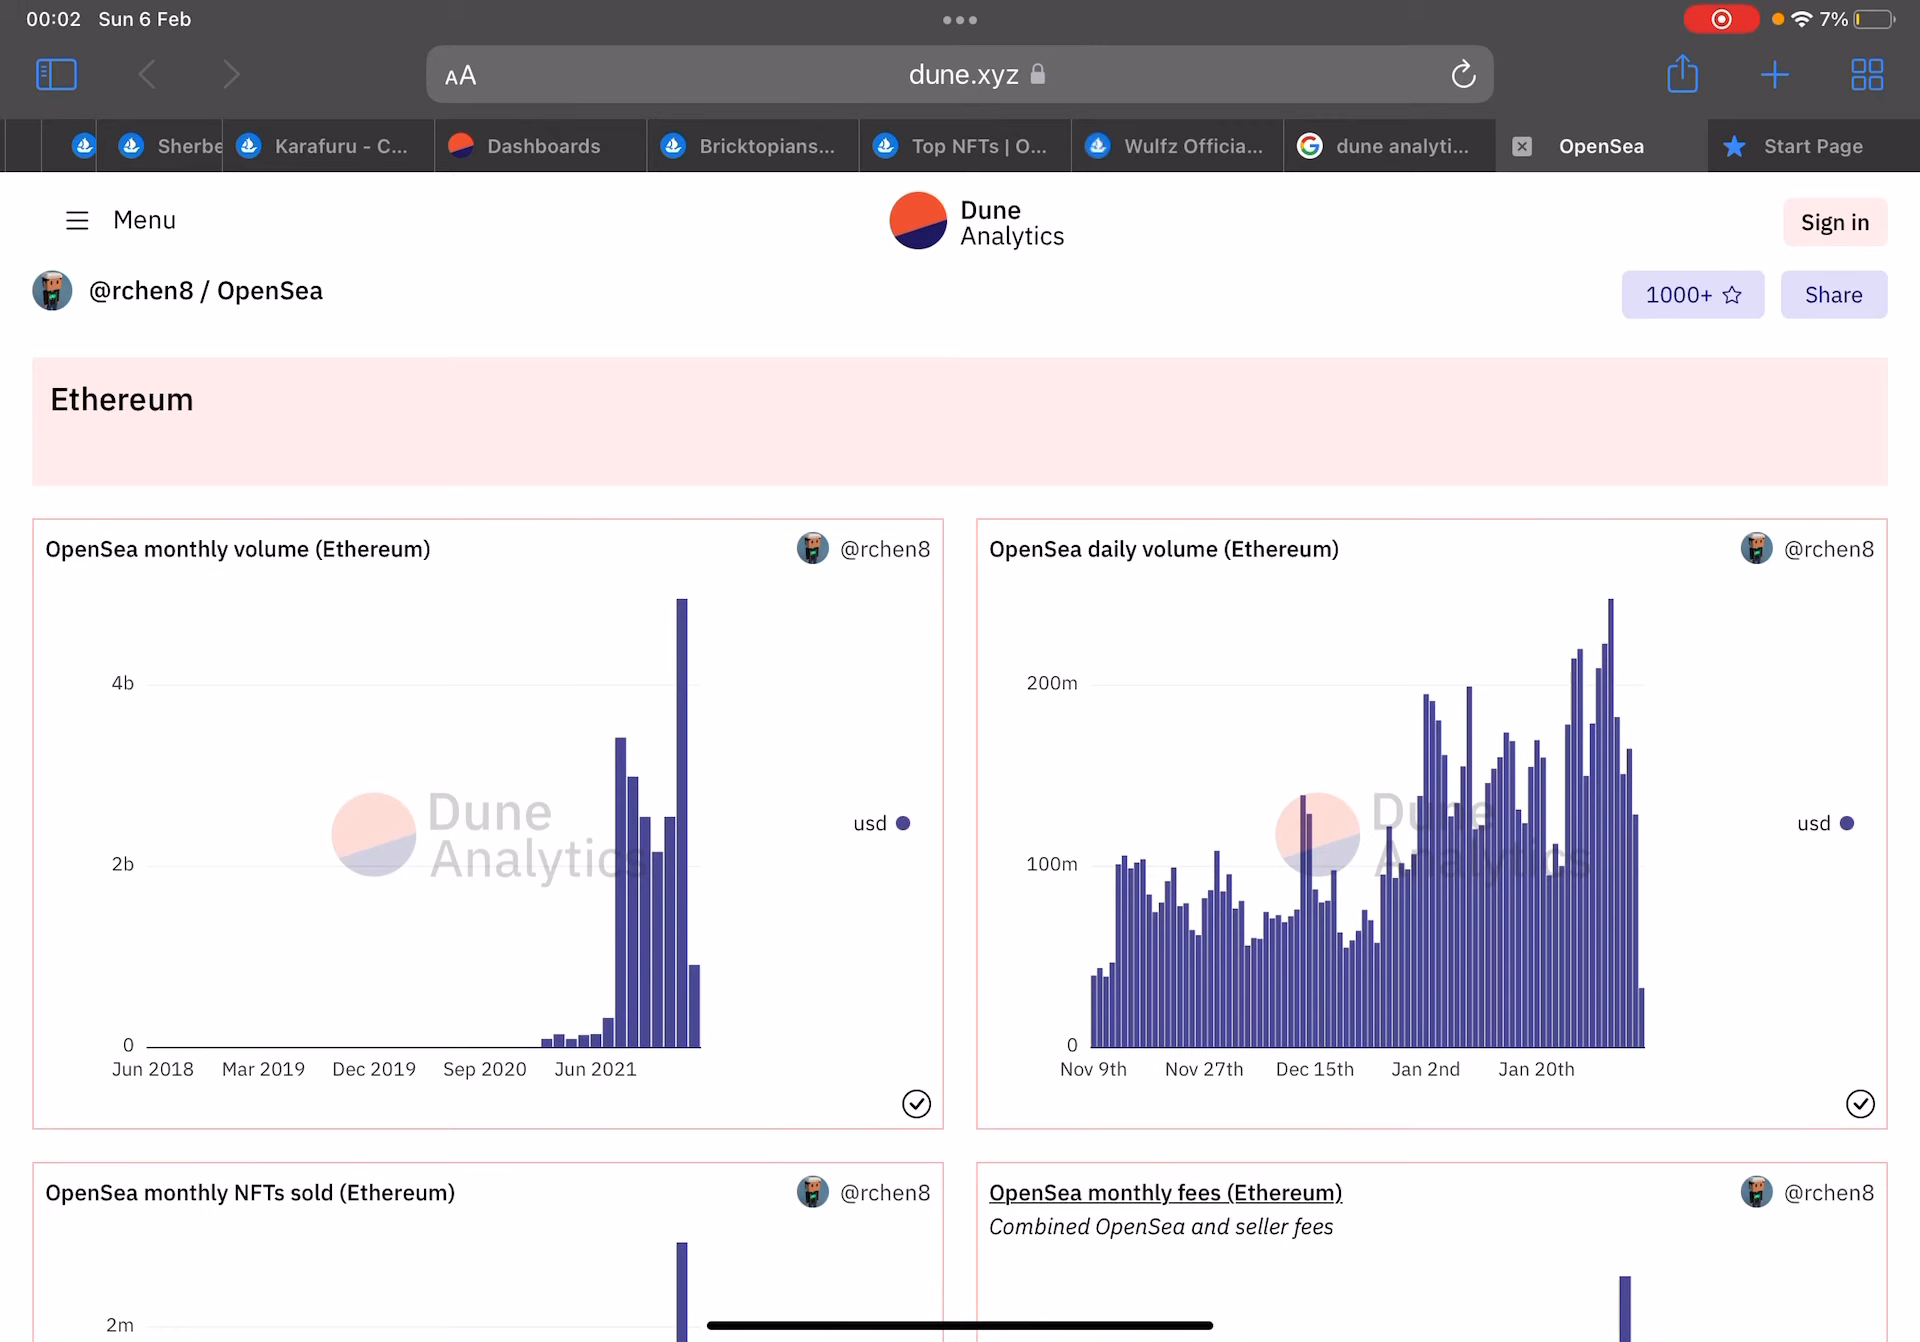 00:02 Sun 6 Feb
7%
AA
dune.xyz
Sherbe
Karafuru - C...
Dashboards
Bricktopians...
Top NFTs | O...
Wulfz Officia...
dune analyti...
OpenSea
Start Page
Menu
Dune
Analytics
Sign in
@rchen8 / OpenSea
1000+
Share
Ethereum
OpenSea monthly volume (Ethereum)
@rchen8
4b
2b
0
Jun 2018
Mar 2019
Dec 2019
Sep 2020
Jun 2021
usd
Dune
Analytics
OpenSea daily volume (Ethereum)
@rchen8
200m
100m
0
Nov 9th
Nov 27th
Dec 15th
Jan 2nd
Jan 20th
usd
Dune
Analytics
OpenSea monthly NFTs sold (Ethereum)
@rchen8
2m
OpenSea monthly fees (Ethereum)
@rchen8
Combined OpenSea and seller fees